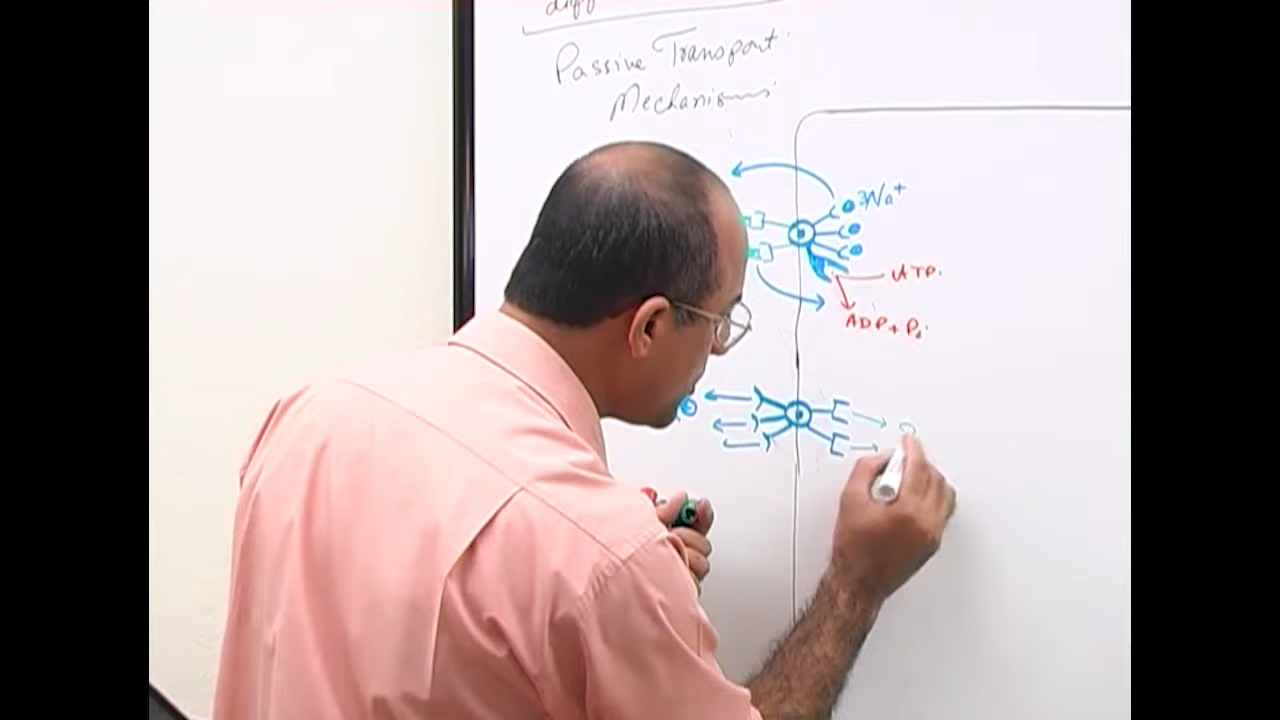 Passive Transport
Mechanisms
3Na+
ATP.
ADP + Pi